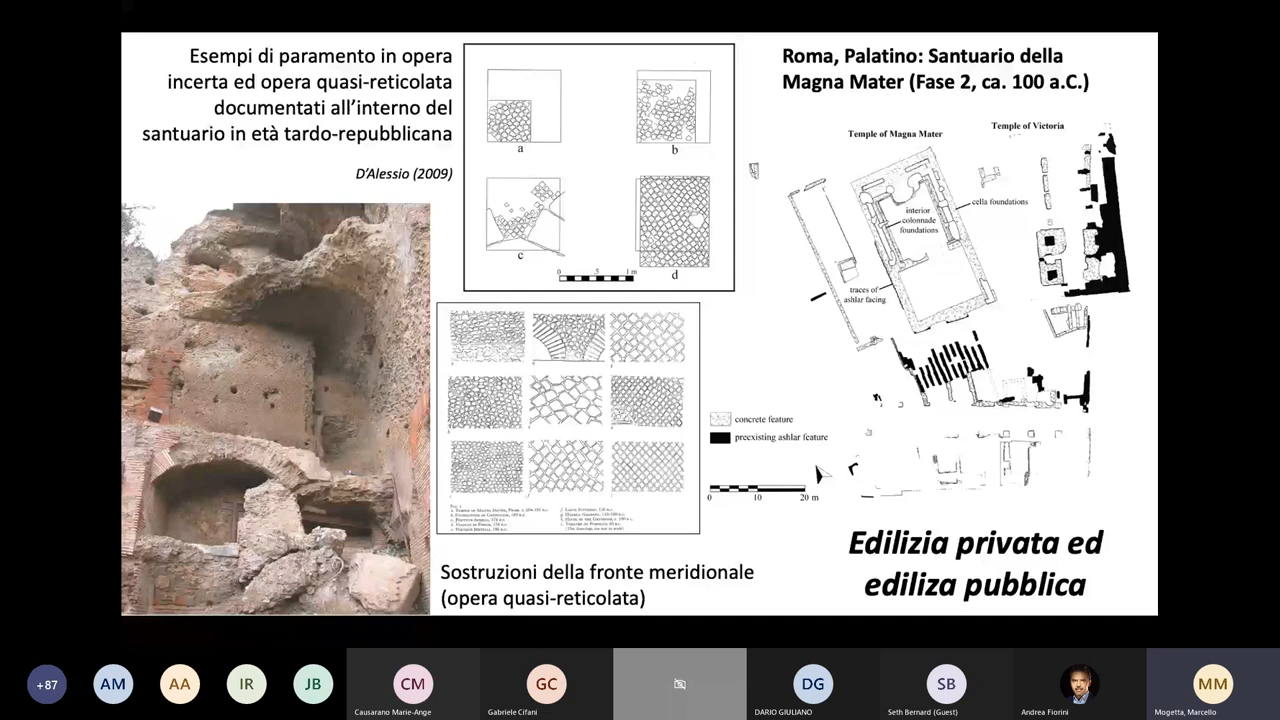 Esempi di paramento in opera
incerta ed opera quasi-reticolata
documentati all'interno del
santuario in età tardo-repubblicana
D'Alessio (2009)
a
b
c
d
0 .5 1 m
Sostruzioni della fronte meridionale
(opera quasi-reticolata)
Roma, Palatino: Santuario della
Magna Mater (Fase 2, ca. 100 a.C.)
Temple of Magna Mater
Temple of Victoria
cella foundations
interior
colonnade
foundations
traces of
ashlar facing
concrete feature
preexisting ashlar feature
0 10 20 m
Edilizia privata ed
ediliza pubblica
+87
AM
AA
IR
JB
CM
Causarano Marie-Ange
GC
Gabriele Cifani
DG
DARIO GIULIANO
SB
Seth Bernard (Guest)
Andrea Fiorini
MM
Mogetta, Marcello